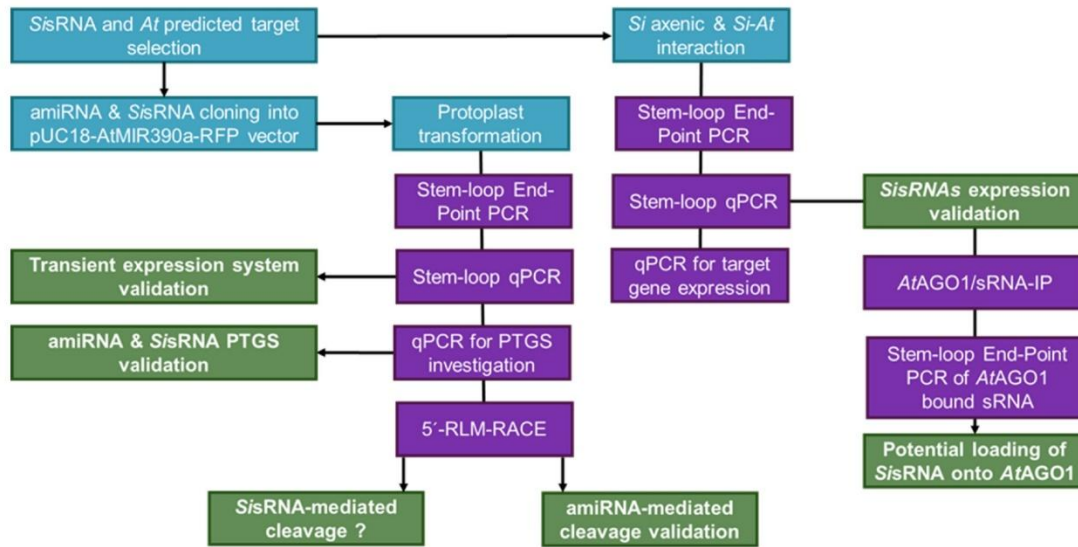 SisRNA and At predicted target
selection
Si axenic & Si-At
interaction
amiRNA & SisRNA cloning into
pUC18-AtMIR390a-RFP vector
Protoplast
transformation
Stem-loop End-
Point PCR
Stem-loop End-
Point PCR
Stem-loop qPCR
SisRNAs expression
validation
Transient expression system
validation
Stem-loop qPCR
qPCR for target
gene expression
AtAGO1/sRNA-IP
amiRNA & SisRNA PTGS
validation
qPCR for PTGS
investigation
Stem-loop End-Point
PCR of AtAGO1
bound sRNA
5´-RLM-RACE
Potential loading of
SisRNA onto AtAGO1
SisRNA-mediated
cleavage ?
amiRNA-mediated
cleavage validation